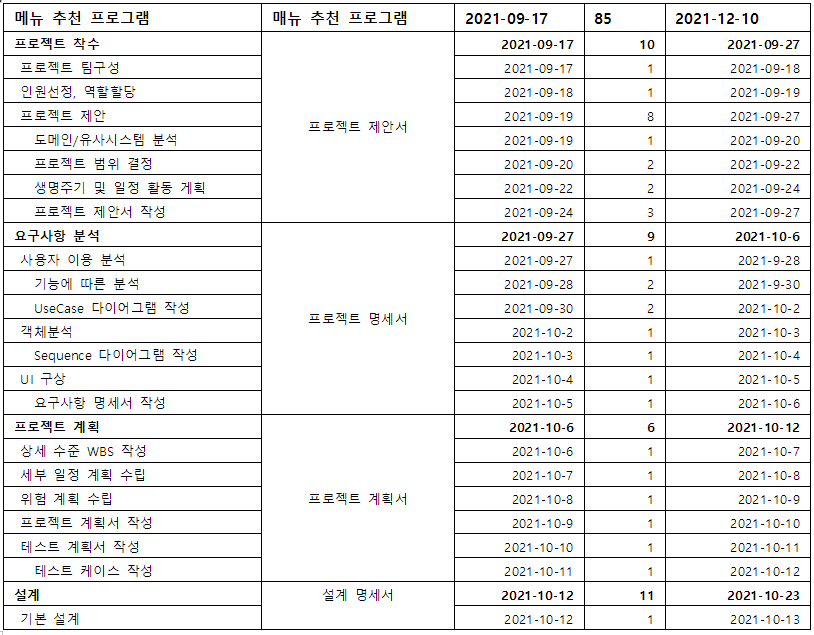 메뉴 추천 프로그램 매뉴 추천 프로그램 2021-09-17 85 2021-12-10
프로젝트 착수 2021-09-17 10 2021-09-27
프로젝트 팀구성 2021-09-17 1 2021-09-18
인원선정, 역할할당 2021-09-18 1 2021-09-19
프로젝트 제안 2021-09-19 8 2021-09-27
프로젝트 제안서
도메인/유사시스템 분석 2021-09-19 1 2021-09-20
프로젝트 범위 결정 2021-09-20 2 2021-09-22
생명주기 및 일정 활동 계획 2021-09-22 2 2021-09-24
프로젝트 제안서 작성 2021-09-24 3 2021-09-27
요구사항 분석 2021-09-27 9 2021-10-6
사용자 이용 분석 2021-09-27 1 2021-9-28
기능에 따른 분석 2021-09-28 2 2021-9-30
UseCase 다이어그램 작성 2021-09-30 2 2021-10-2
프로젝트 명세서
객체분석 2021-10-2 1 2021-10-3
Sequence 다이어그램 작성 2021-10-3 1 2021-10-4
UI 구상 2021-10-4 1 2021-10-5
요구사항 명세서 작성 2021-10-5 1 2021-10-6
프로젝트 계획 2021-10-6 6 2021-10-12
상세 수준 WBS 작성 2021-10-6 1 2021-10-7
세부 일정 계획 수립 2021-10-7 1 2021-10-8
위험 계획 수립 프로젝트 계획서 2021-10-8 1 2021-10-9
프로젝트 계획서 작성 2021-10-9 1 2021-10-10
테스트 계획서 작성 2021-10-10 1 2021-10-11
테스트 케이스 작성 2021-10-11 1 2021-10-12
설계 설계 명세서 2021-10-12 11 2021-10-23
기본 설계 2021-10-12 1 2021-10-13